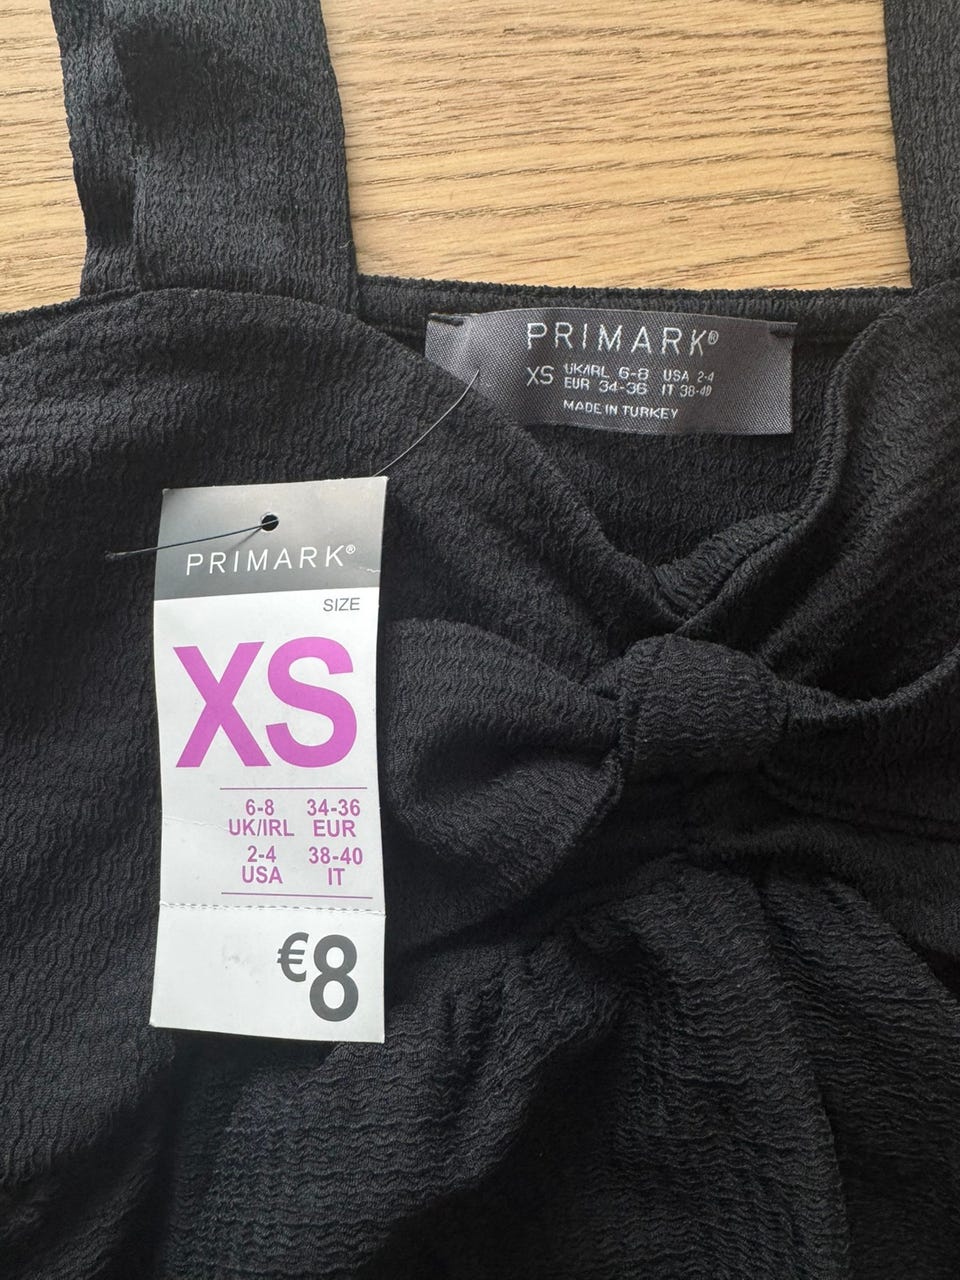 PRIMARK®
XS UK/IRL 6-8 USA 2-4
EUR 34-36 IT 38-40
MADE IN TURKEY
PRIMARK®
SIZE
XS
6-8 34-36
UK/IRL EUR
2-4 38-40
USA IT
€8